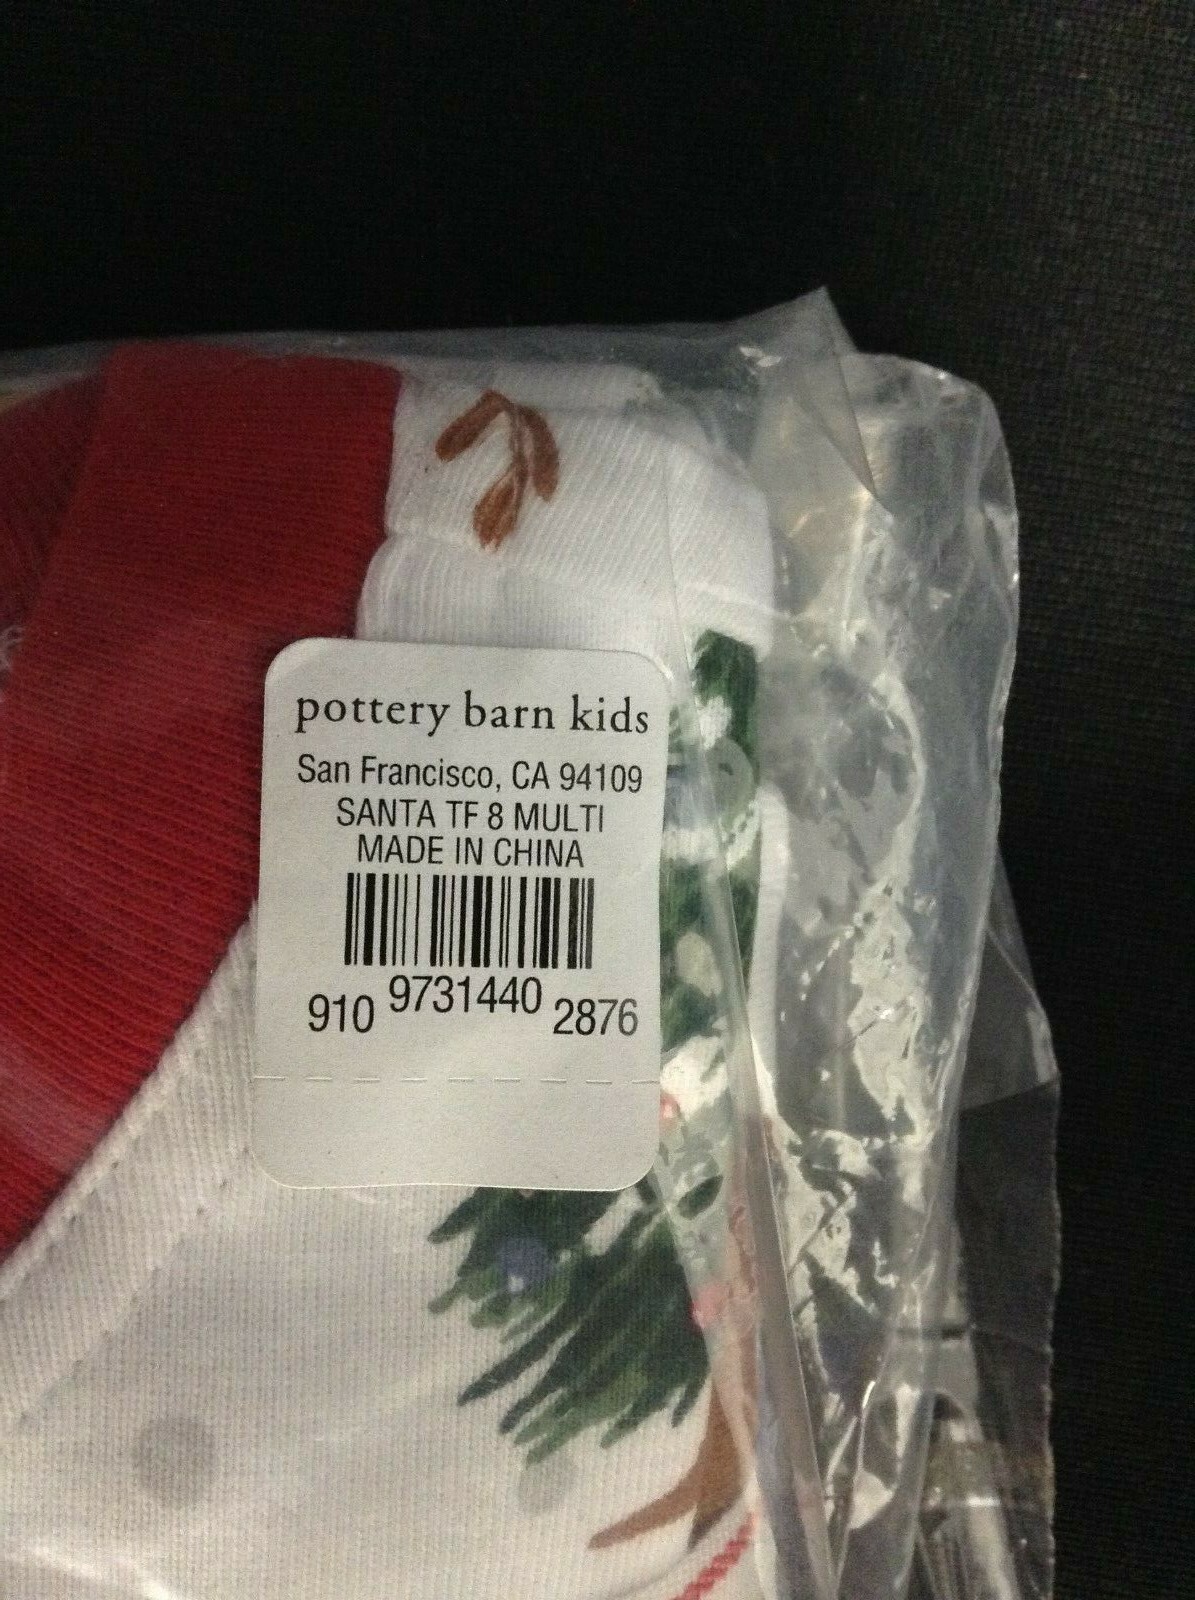 pottery barn kids
San Francisco, CA 94109
SANTA TF 8 MULTI
MADE IN CHINA
910 9731440 2876